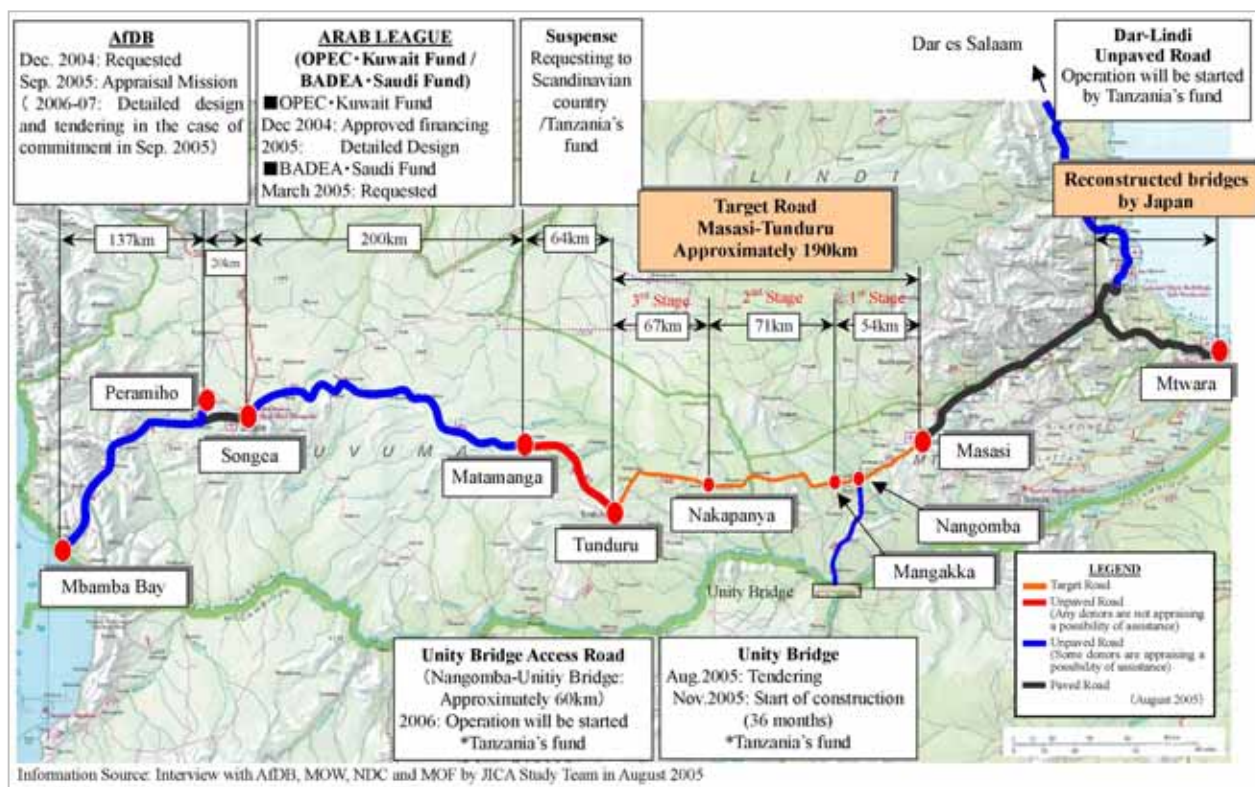 AfDB
Dec. 2004: Requested
Sep. 2005: Appraisal Mission
( 2006-07: Detailed design
and tendering in the case of
commitment in Sep. 2005)
ARAB LEAGUE
(OPEC・Kuwait Fund /
BADEA・Saudi Fund)
■OPEC・Kuwait Fund
Dec 2004: Approved financing
2005: Detailed Design
■BADEA・Saudi Fund
March 2005: Requested
Suspense
Requesting to
Scandinavian
country
/Tanzania's
fund
Dar es Salaam
Dar-Lindi
Unpaved Road
Operation will be started
by Tanzania's fund
Reconstructed bridges
by Japan
LINDI
Target Road
Masasi-Tunduru
Approximately 190km
137km
20km
200km
64km
3rd Stage
2nd Stage
1st Stage
67km
71km
54km
Peramiho
Songea
UVUMA
Matamanga
Mbamba Bay
Tunduru
Nakapanya
Mangakka
Nangomba
Masasi
MT
Mtwara
Unity Bridge
Unity Bridge Access Road
(Nangomba-Unitiy Bridge:
Approximately 60km)
2006: Operation will be started
*Tanzania's fund
Unity Bridge
Aug.2005: Tendering
Nov.2005: Start of construction
(36 months)
*Tanzania's fund
LEGEND
Target Road
Unpaved Road
(Any donors are not appraising
a possibility of assistance)
Unpaved Road
(Some donors are appraising a
possibility of assistance)
Paved Road
(August 2005)
Information Source: Interview with AfDB, MOW, NDC and MOF by JICA Study Team in August 2005